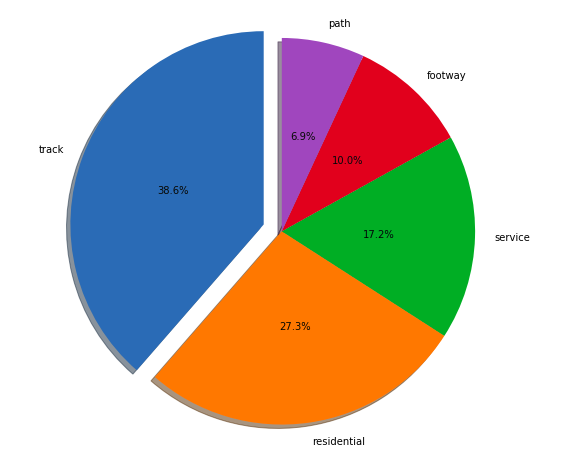 path
footway
6.9%
track
10.0%
38.6%
17.2%
service
27.3%
residential